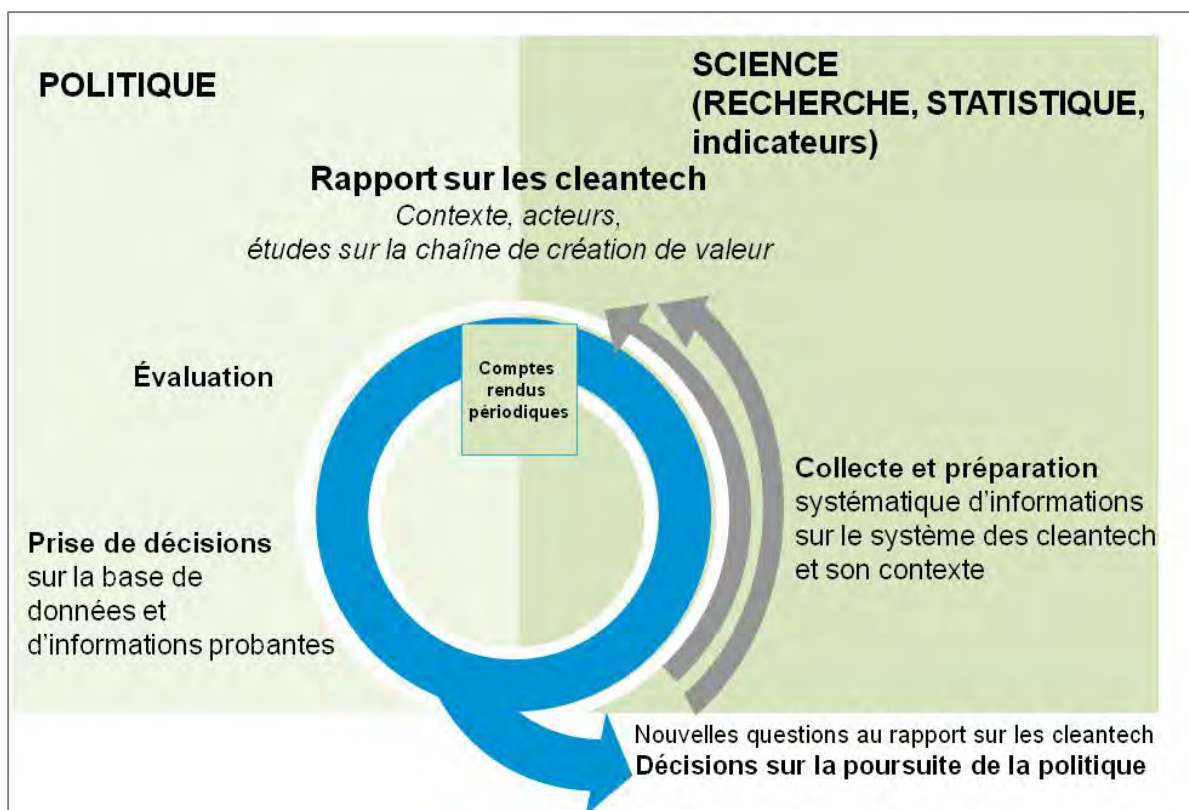 POLITIQUE
SCIENCE
(RECHERCHE, STATISTIQUE,
indicateurs)
Rapport sur les cleantech
Contexte, acteurs,
études sur la chaîne de création de valeur
Évaluation
Comptes
rendus
périodiques
Collecte et préparation
systématique d'informations
sur le système des cleantech
et son contexte
Prise de décisions
sur la base de
données et
d'informations probantes
Nouvelles questions au rapport sur les cleantech
Décisions sur la poursuite de la politique